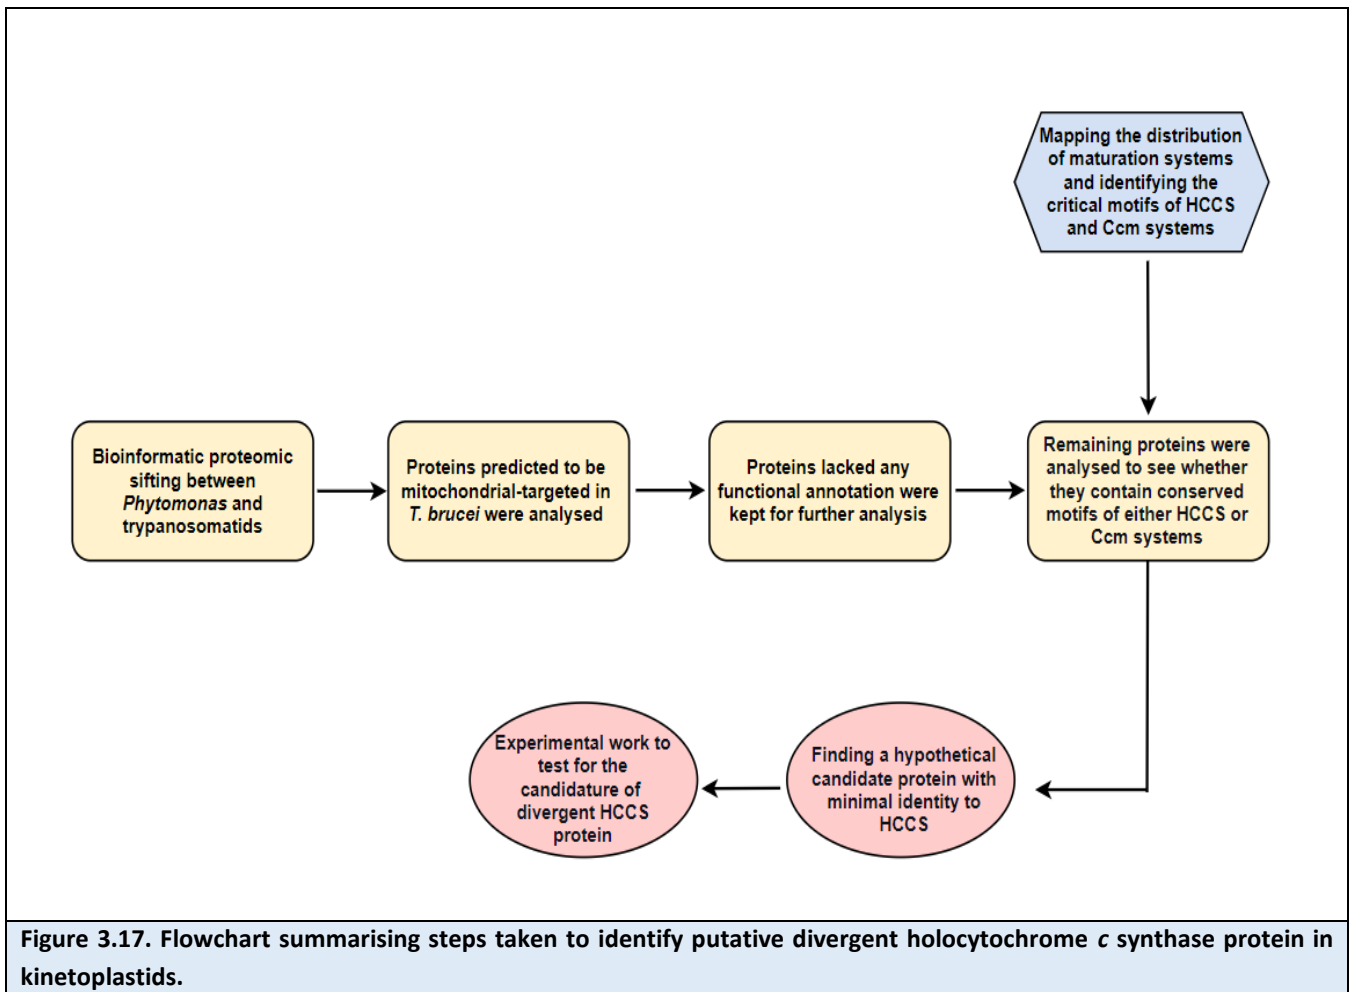 Mapping the distribution
of maturation systems
and identifying the
critical motifs of HCCS
and Ccm systems
Bioinformatic proteomic
sifting between
Phytomonas and
trypanosomatids
Proteins predicted to be
mitochondrial-targeted in
T. brucei were analysed
Proteins lacked any
functional annotation were
kept for further analysis
Remaining proteins were
analysed to see whether
they contain conserved
motifs of either HCCS or
Ccm systems
Finding a hypothetical
candidate protein with
minimal identity to
HCCS
Experimental work to
test for the
candidature of
divergent HCCS
protein
Figure 3.17. Flowchart summarising steps taken to identify putative divergent holocytochrome c synthase protein in
kinetoplastids.